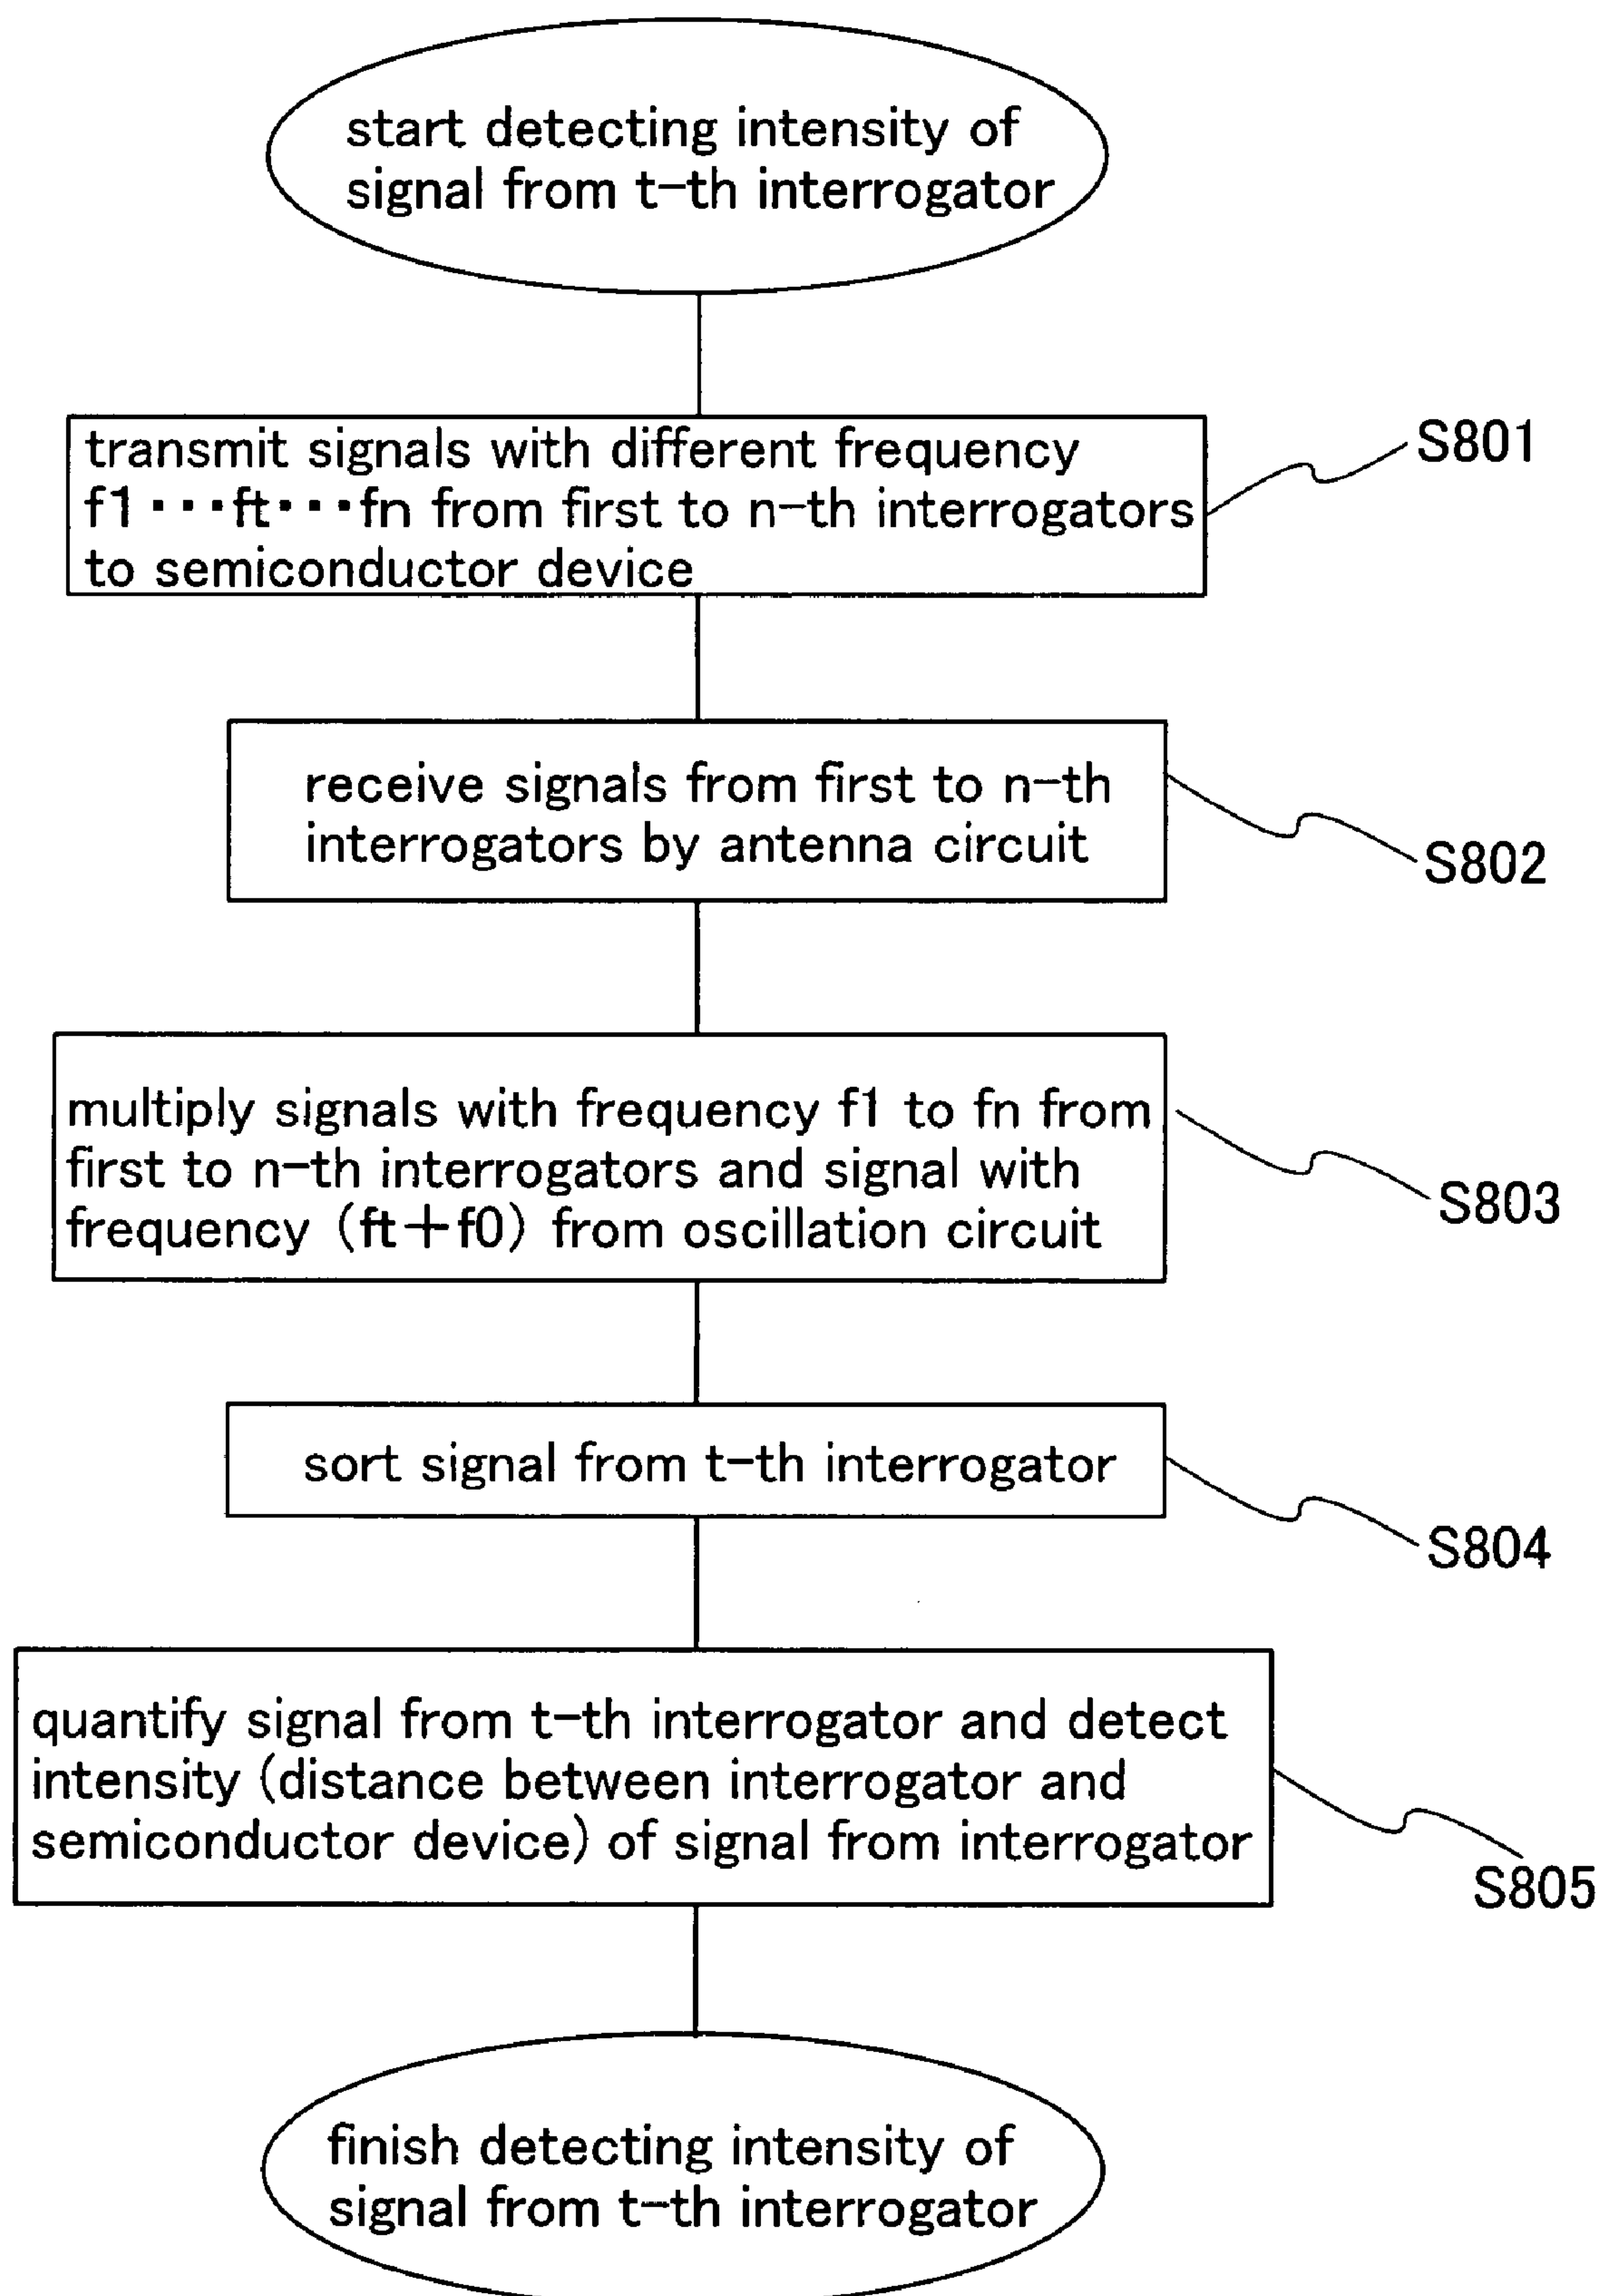 start detecting intensity of
signal from t-th interrogator
transmit signals with different frequency
f1・・・ft・・・fn from first to n-th interrogators
to semiconductor device
S801
receive signals from first to n-th
interrogators by antenna circuit
S802
multiply signals with frequency f1 to fn from
first to n-th interrogators and signal with
frequency (ft+f0) from oscillation circuit
S803
sort signal from t-th interrogator
S804
quantify signal from t-th interrogator and detect
intensity (distance between interrogator and
semiconductor device) of signal from interrogator
S805
finish detecting intensity of
signal from t-th interrogator